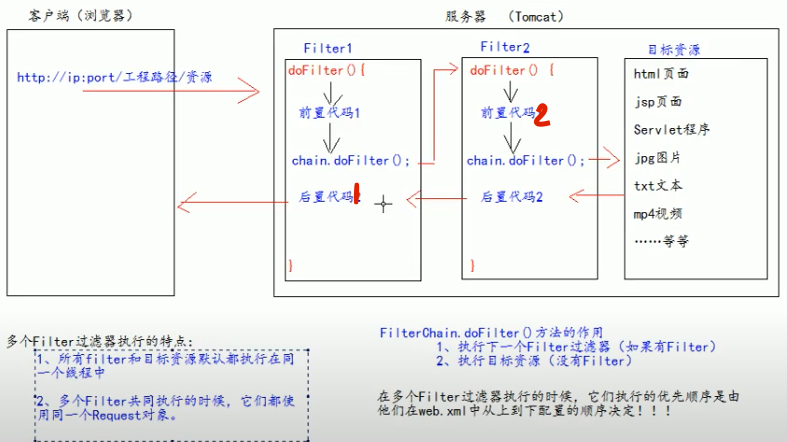 客户端（浏览器）
服务器 （Tomcat）
http://ip:port/工程路径/资源
Filter1
doFilter(){
前置代码1
chain.doFilter();
后置代码1
}
Filter2
doFilter() {
前置代码2
chain.doFilter();
后置代码2
}
目标资源
html页面
jsp页面
Servlet程序
jpg图片
txt文本
mp4视频
……等等
多个Filter过滤器执行的特点:
1、所有filter和目标资源默认都执行在同
一个线程中
2、多个Filter共同执行的时候，它们都使
用同一个Request对象。
FilterChain.doFilter()方法的作用
1、执行下一个Filter过滤器（如果有Filter）
2、执行目标资源（没有Filter）
在多个Filter过滤器执行的时候，它们执行的优先顺序是由
他们在web.xml中从上到下配置的顺序决定！！！